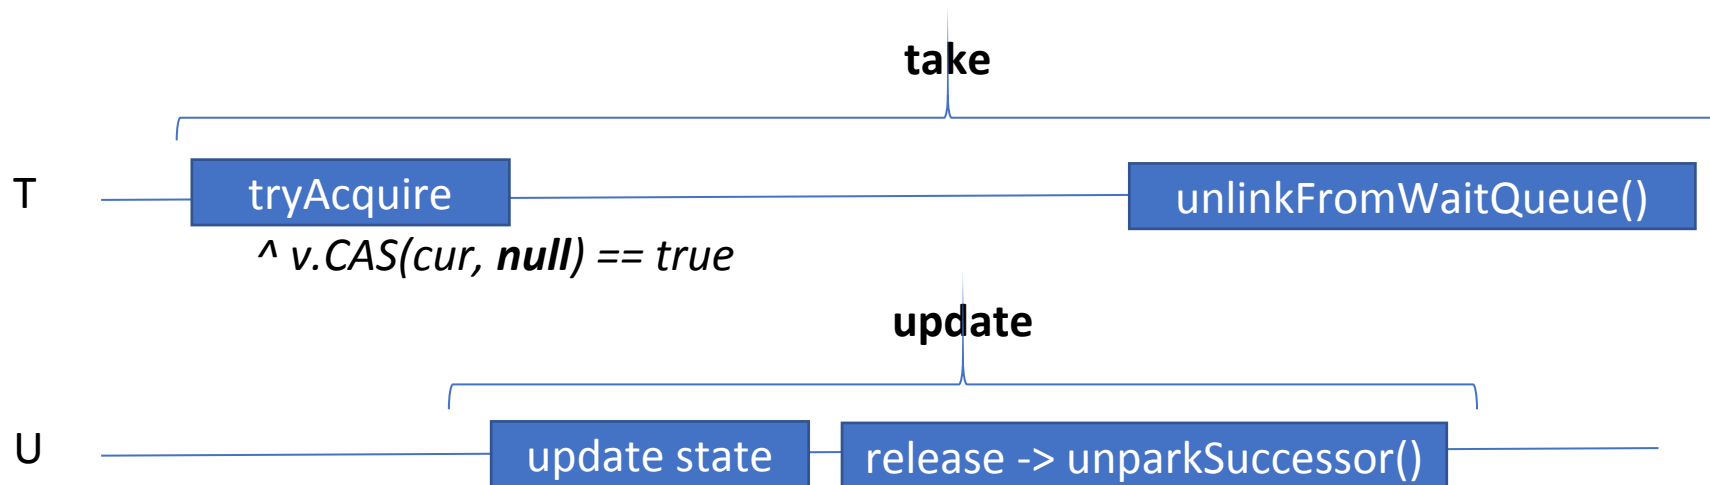 take
T
tryAcquire
unlinkFromWaitQueue()
^ v.CAS(cur, null) == true
update
U
update state
release -> unparkSuccessor()